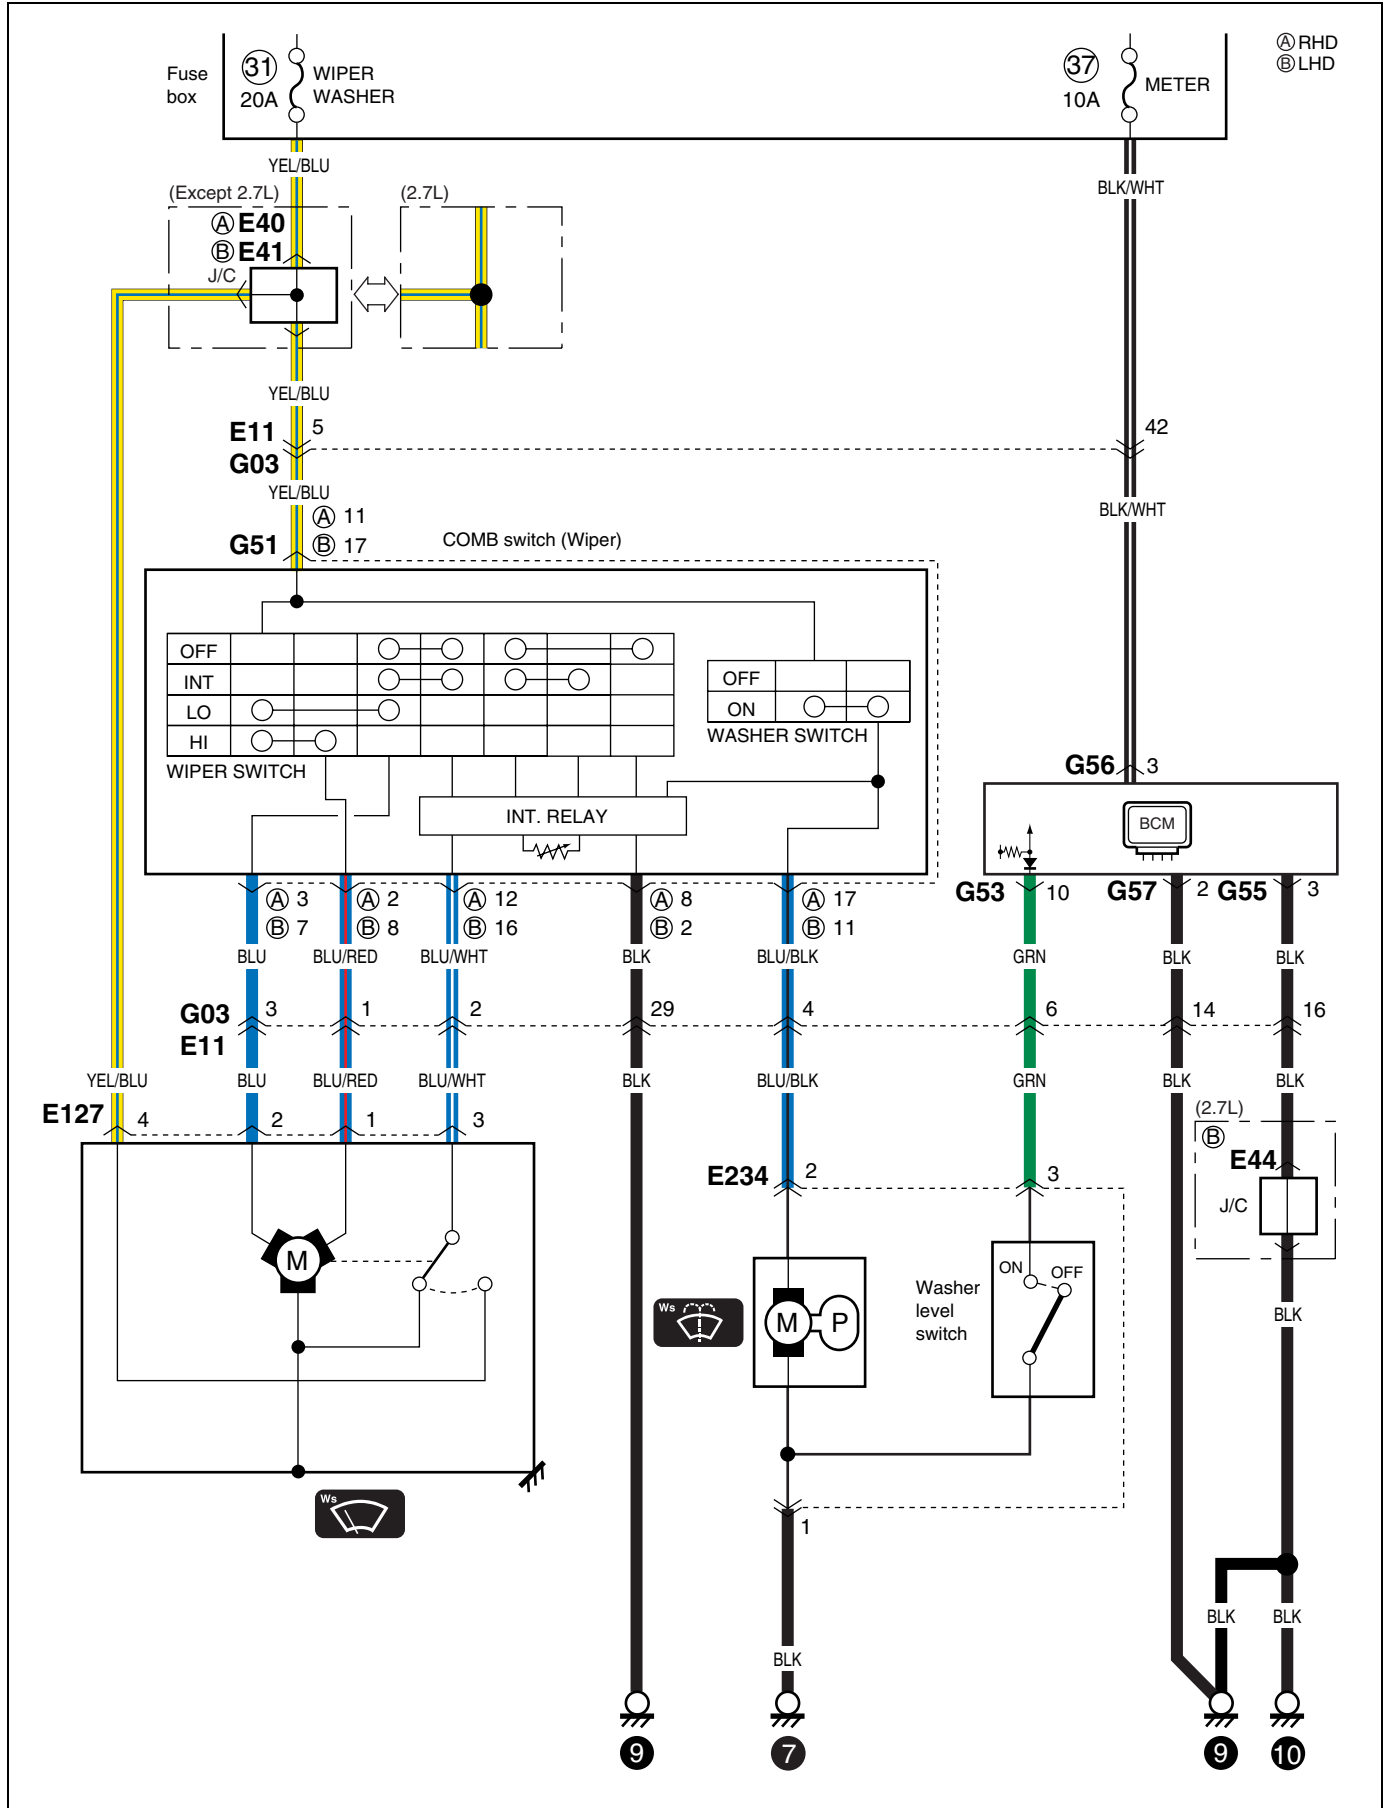 Fuse
box
31
20A
WIPER
WASHER
37
10A
METER
A RHD
B LHD
YEL/BLU
BLK/WHT
(Except 2.7L)
(2.7L)
A E40
B E41
J/C
YEL/BLU
E11
5
42
G03
YEL/BLU
BLK/WHT
A 11
G51
B 17
COMB switch (Wiper)
OFF
INT
LO
HI
WIPER SWITCH
OFF
ON
WASHER SWITCH
INT. RELAY
G56
3
BCM
A 3
B 7
A 2
B 8
A 12
B 16
A 8
B 2
A 17
B 11
G53
10
G57
2
G55
3
BLU
BLU/RED
BLU/WHT
BLK
BLU/BLK
GRN
BLK
BLK
G03
3
1
2
29
4
6
14
16
E11
YEL/BLU
BLU
BLU/RED
BLU/WHT
BLK
BLU/BLK
GRN
BLK
BLK
E127
4
2
1
3
(2.7L)
B
E44
J/C
E234
2
3
M
Ws
M
P
Washer
level
switch
ON
OFF
BLK
Ws
1
BLK
BLK
BLK
9
7
9
10